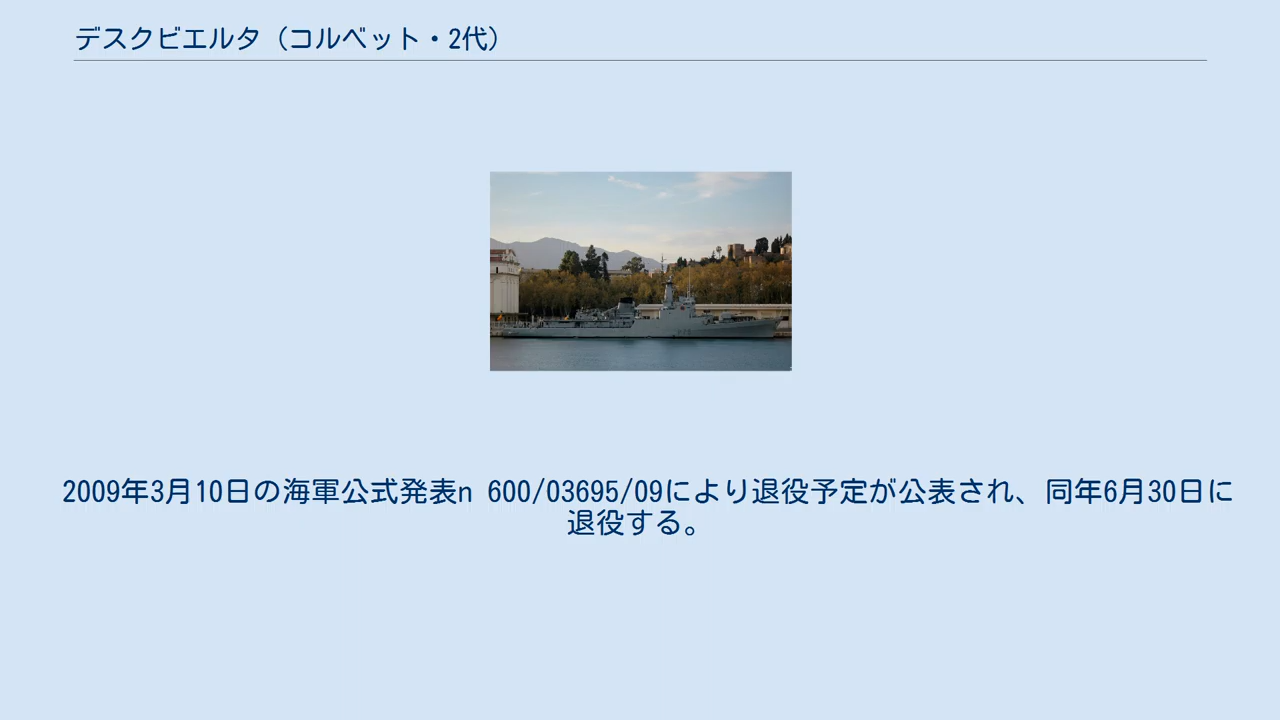 デスクビエルタ（コルベット・2代）
2009年3月10日の海軍公式発表n 600/03695/09により退役予定が公表され、同年6月30日に
退役する。